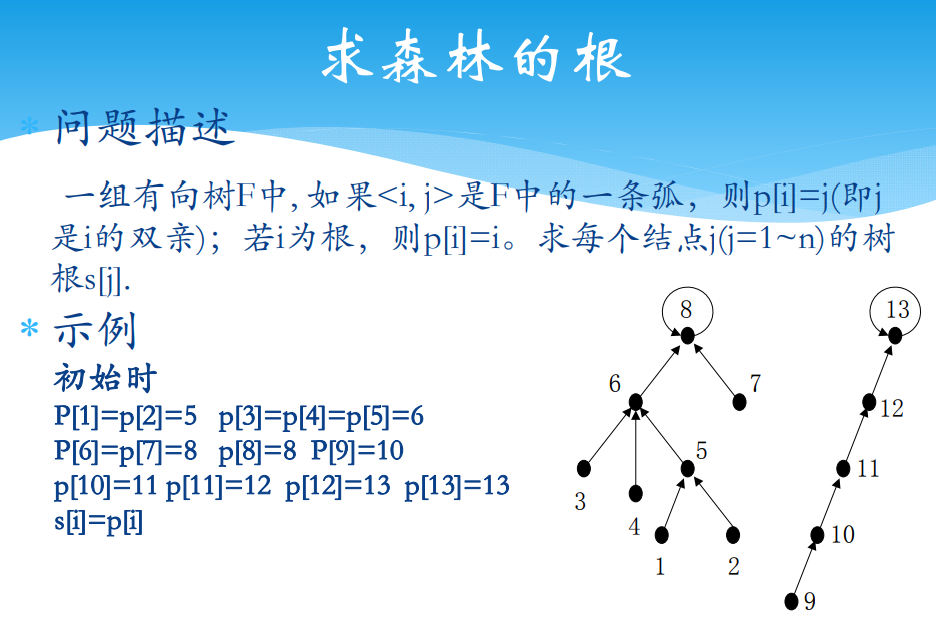 求森林的根
* 问题描述
一组有向树F中,如果<i, j>是F中的一条弧，则p[i]=j(即j
是i的双亲)；若i为根，则p[i]=i。求每个结点j(j=1~n)的树
根s[j].
* 示例
初始时
P[1]=p[2]=5 p[3]=p[4]=p[5]=6
P[6]=p[7]=8 p[8]=8 P[9]=10
p[10]=11 p[11]=12 p[12]=13 p[13]=13
s[i]=p[i]
8
13
6
7
12
5
11
3
4
10
1
2
9